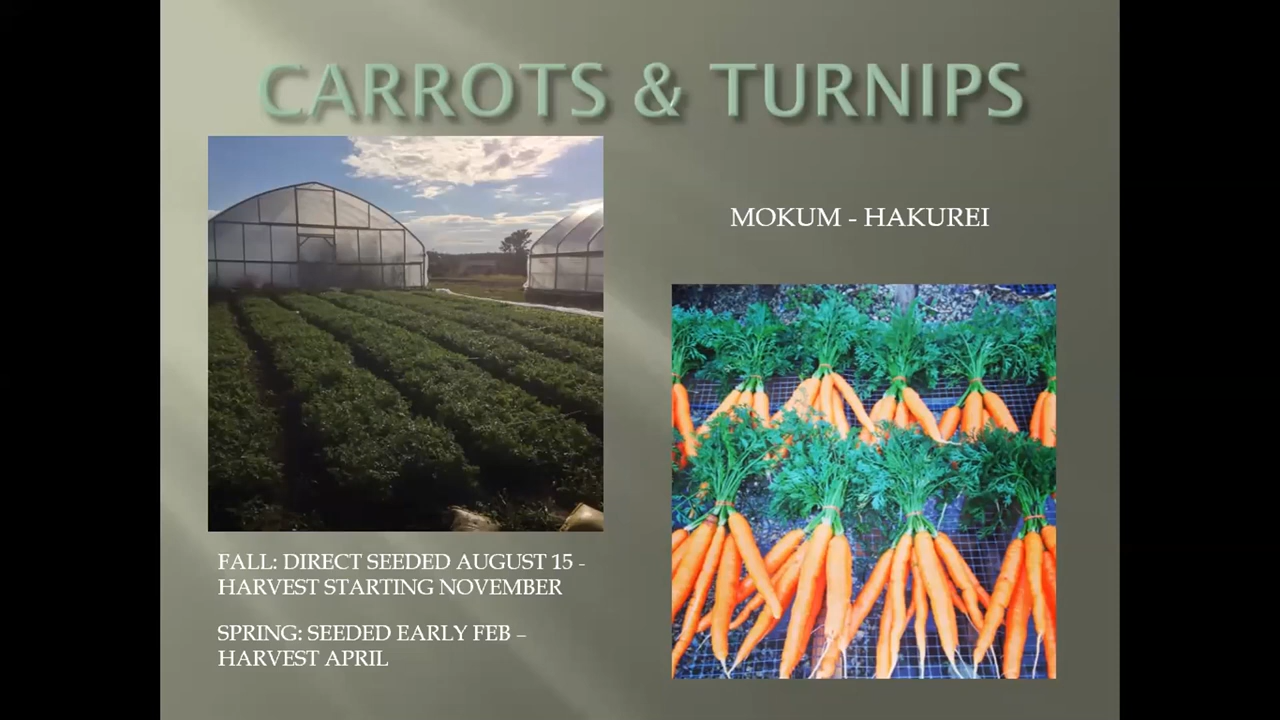 CARROTS & TURNIPS
MOKUM - HAKUREI
FALL: DIRECT SEEDED AUGUST 15 -
HARVEST STARTING NOVEMBER
SPRING: SEEDED EARLY FEB –
HARVEST APRIL